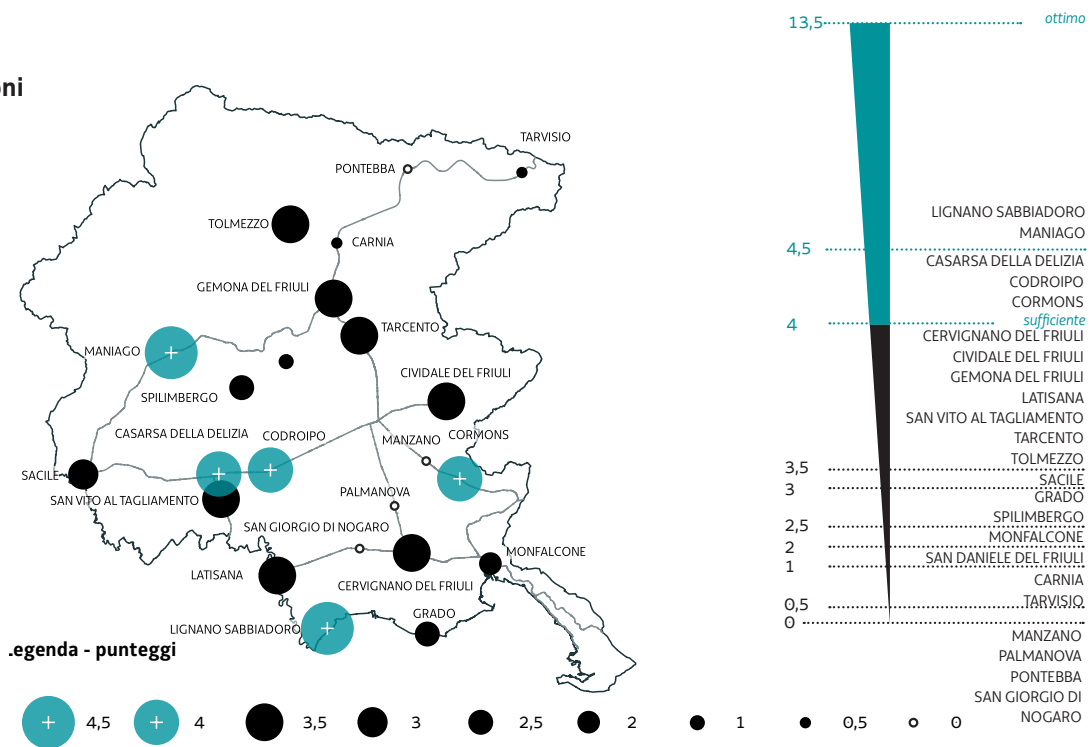 oni
TARVISIO
PONTEBBA
TOLMEZZO
CARNIA
GEMONA DEL FRIULI
TARCENTO
MANIAGO
CIVIDALE DEL FRIULI
SPILIMBERGO
CASARSA DELLA DELIZIA
CODROIPO
MANZANO
CORMONS
SACILE
SAN VITO AL TAGLIAMENTO
PALMANOVA
SAN GIORGIO DI NOGARO
MONFALCONE
LATISANA
CERVIGNANO DEL FRIULI
GRADO
LIGNANO SABBIADORO
Legenda - punteggi
4,5
4
3,5
3
2,5
2
1
0,5
0
13,5
ottimo
LIGNANO SABBIADORO
MANIAGO
4,5
CASARSA DELLA DELIZIA
CODROIPO
CORMONS
4
sufficiente
CERVIGNANO DEL FRIULI
CIVIDALE DEL FRIULI
GEMONA DEL FRIULI
LATISANA
SAN VITO AL TAGLIAMENTO
TARCENTO
TOLMEZZO
3,5
SACILE
3
GRADO
SPILIMBERGO
2,5
MONFALCONE
2
SAN DANIELE DEL FRIULI
1
CARNIA
TARVISIO
0,5
0
MANZANO
PALMANOVA
PONTEBBA
SAN GIORGIO DI
NOGARO